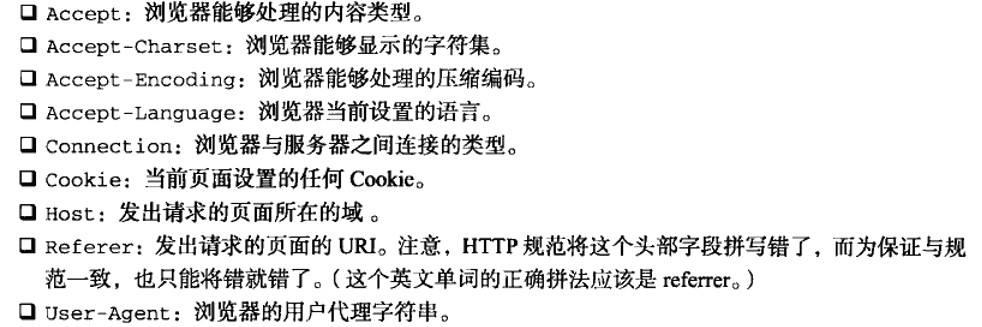 ❑ Accept：浏览器能够处理的内容类型。
❑ Accept-Charset：浏览器能够显示的字符集。
❑ Accept-Encoding：浏览器能够处理的压缩编码。
❑ Accept-Language：浏览器当前设置的语言。
❑ Connection：浏览器与服务器之间连接的类型。
❑ Cookie：当前页面设置的任何 Cookie。
❑ Host：发出请求的页面所在的域 。
❑ Referer：发出请求的页面的 URI。注意，HTTP 规范将这个头部字段拼写错了，而为保证与规
范一致，也只能将错就错了。（这个英文单词的正确拼法应该是 referrer。）
❑ User-Agent：浏览器的用户代理字符串。